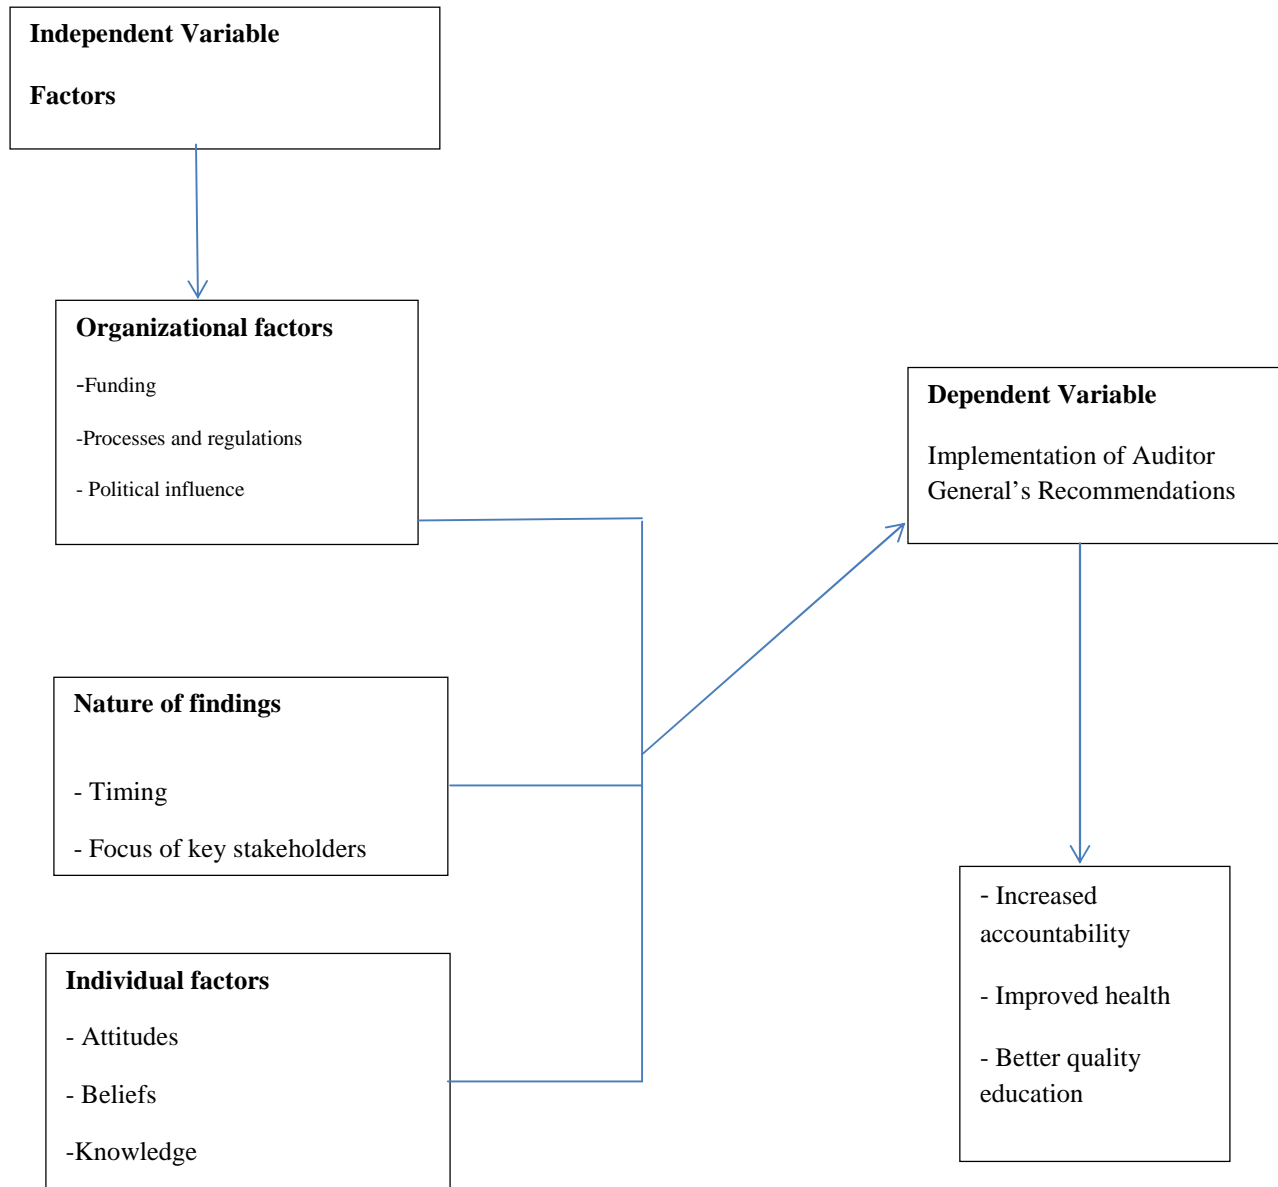 Independent Variable
Factors
Organizational factors
-Funding
-Processes and regulations
- Political influence
Nature of findings
- Timing
- Focus of key stakeholders
Individual factors
- Attitudes
- Beliefs
-Knowledge
Dependent Variable
Implementation of Auditor
General’s Recommendations
- Increased
accountability
- Improved health
- Better quality
education